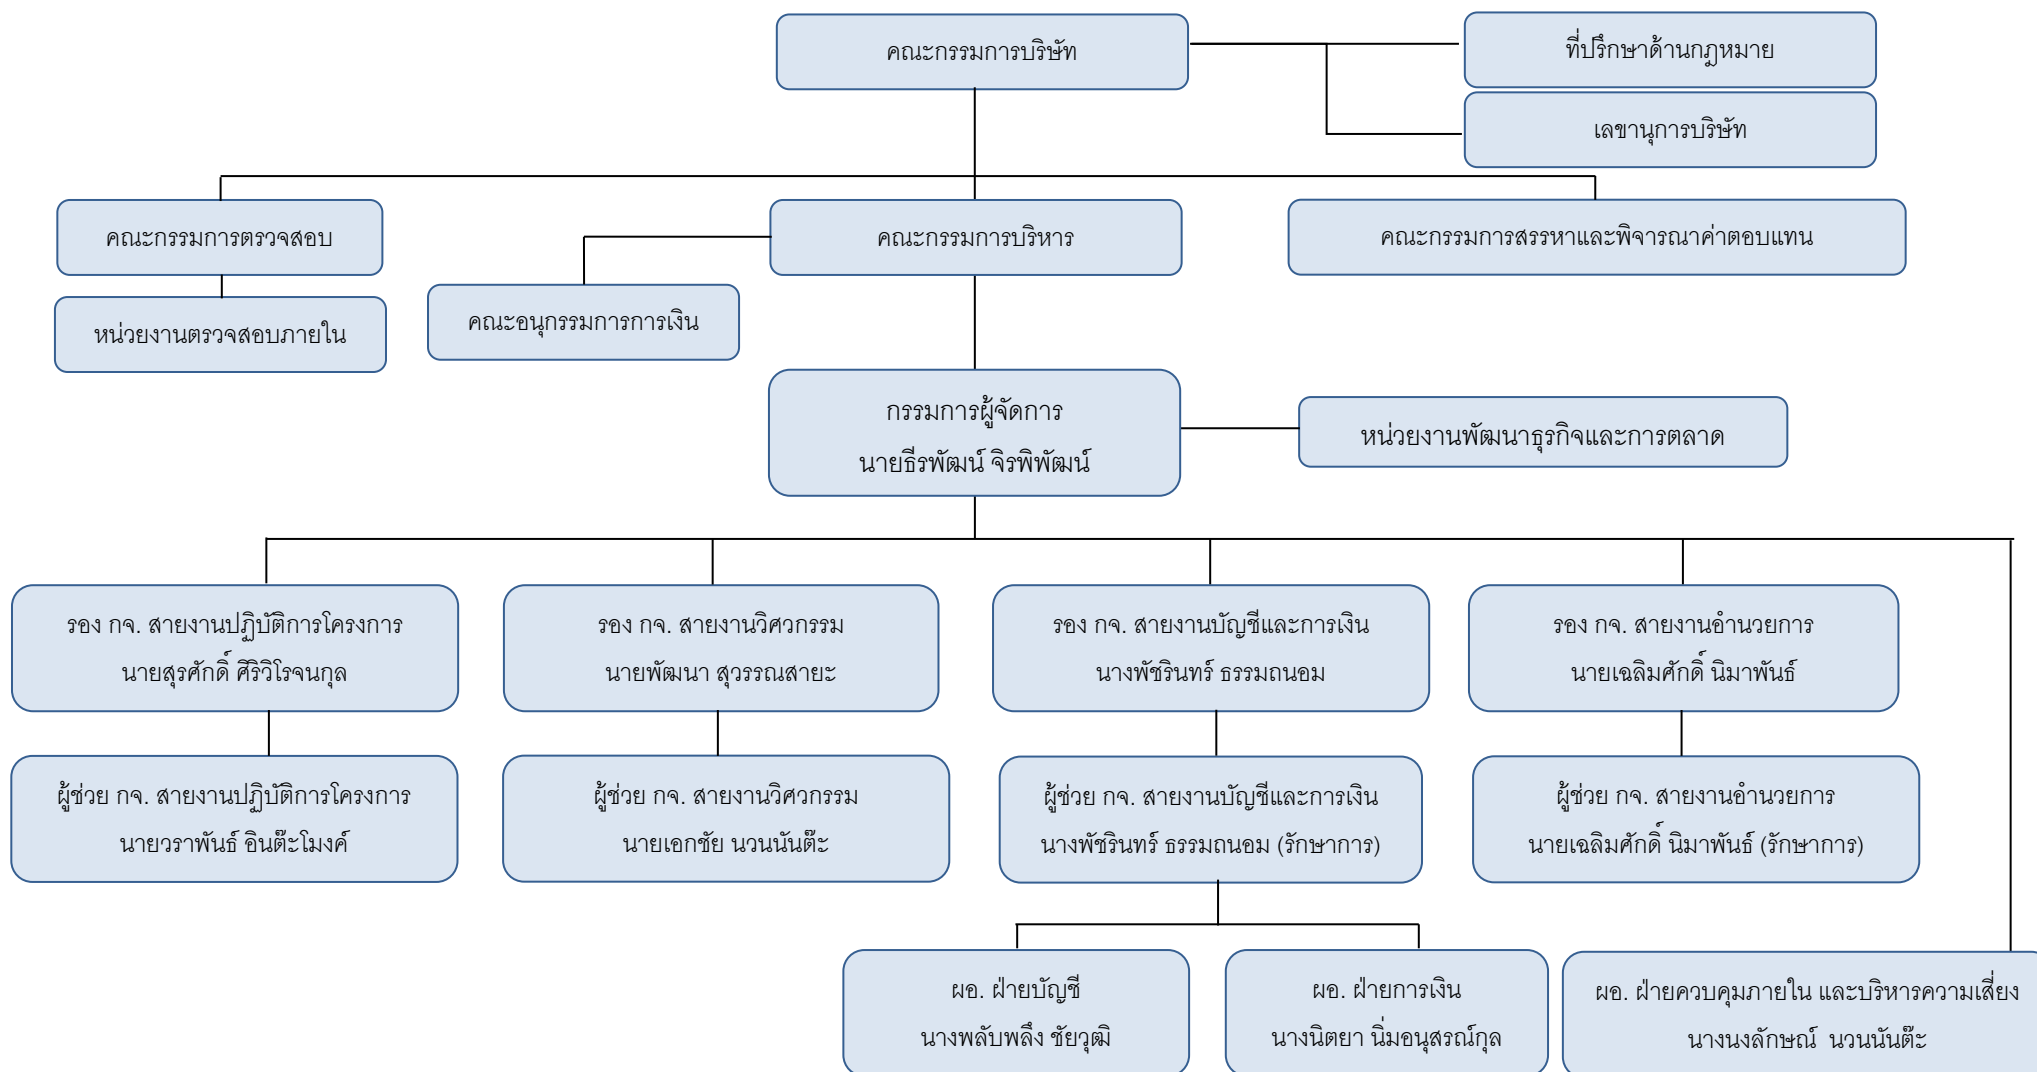 คณะกรรมการบริษัท
ที่ปรึกษาด้านกฎหมาย
เลขานุการบริษัท
คณะกรรมการตรวจสอบ
คณะกรรมการบริหาร
คณะกรรมการสรรหาและพิจารณาค่าตอบแทน
หน่วยงานตรวจสอบภายใน
คณะอนุกรรมการการเงิน
กรรมการผู้จัดการ
นายธีรพัฒน์ จิรพิพัฒน์
หน่วยงานพัฒนาธุรกิจและการตลาด
รอง กจ. สายงานปฏิบัติการโครงการ
นายสุรศักดิ์ ศิริวิโรจนกุล
รอง กจ. สายงานวิศวกรรม
นายพัฒนา สุวรรณสายะ
รอง กจ. สายงานบัญชีและการเงิน
นางพัชรินทร์ ธรรมถนอม
รอง กจ. สายงานอำนวยการ
นายเฉลิมศักดิ์ นิมาพันธ์
ผู้ช่วย กจ. สายงานปฏิบัติการโครงการ
นายวราพันธ์ อินต๊ะโมงค์
ผู้ช่วย กจ. สายงานวิศวกรรม
นายเอกชัย นวนนันต๊ะ
ผู้ช่วย กจ. สายงานบัญชีและการเงิน
นางพัชรินทร์ ธรรมถนอม (รักษาการ)
ผู้ช่วย กจ. สายงานอำนวยการ
นายเฉลิมศักดิ์ นิมาพันธ์ (รักษาการ)
ผอ. ฝ่ายบัญชี
นางพลับพลึง ชัยวุฒิ
ผอ. ฝ่ายการเงิน
นางนิตยา นิ่มอนุสรณ์กุล
ผอ. ฝ่ายควบคุมภายใน และบริหารความเสี่ยง
นางนงลักษณ์ นวนนันต๊ะ